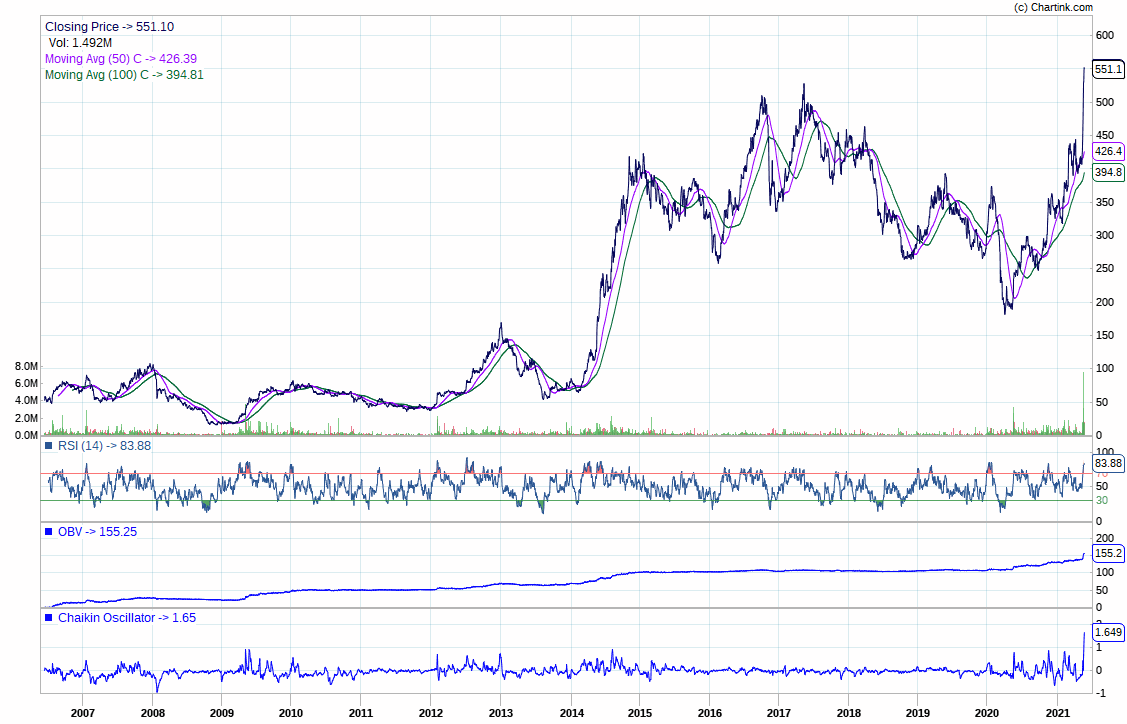 (c) Chartink.com
Closing Price -> 551.10
Vol: 1.492M
Moving Avg (50) C -> 426.39
Moving Avg (100) C -> 394.81
600
551.1
500
450
426.4
394.8
350
300
250
200
150
100
50
0
8.0M
6.0M
4.0M
2.0M
0.0M
RSI (14) -> 83.88
100
83.88
50
30
0
OBV -> 155.25
200
155.2
100
50
0
Chaikin Oscillator -> 1.65
1.649
1
0
-1
2007 2008 2009 2010 2011 2012 2013 2014 2015 2016 2017 2018 2019 2020 2021